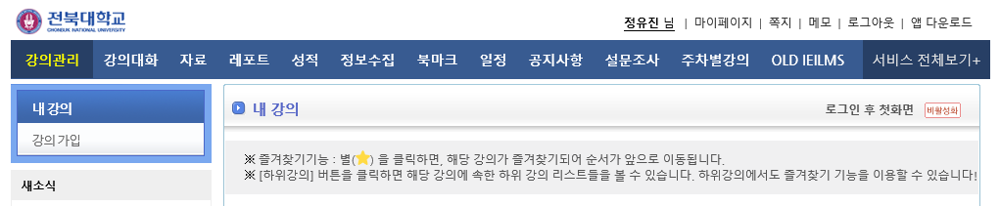 전북대학교
CHONBUK NATIONAL UNIVERSITY
정유진 님 | 마이페이지 | 쪽지 | 메모 | 로그아웃 | 앱 다운로드
강의관리 강의대화 자료 레포트 성적 정보수집 북마크 일정 공지사항 설문조사 주차별강의 OLD IEILMS 서비스 전체보기+
내 강의
강의 가입
새소식
내 강의 로그인 후 첫화면 비활성화
※ 즐겨찾기기능 : 별(⭐) 을 클릭하면, 해당 강의가 즐겨찾기되어 순서가 앞으로 이동됩니다.
※ [하위강의] 버튼을 클릭하면 해당 강의에 속한 하위 강의 리스트들을 볼 수 있습니다. 하위강의에서도 즐겨찾기 기능을 이용할 수 있습니다!